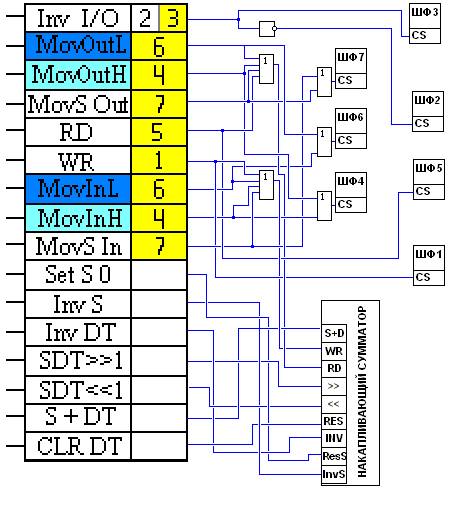 Inv I/O 2 3
MovOutL 6
MovOutH 4
MovS Out 7
RD 5
WR 1
MovInL 6
MovInH 4
MovS In 7
Set S 0
Inv S
Inv DT
SDT>>1
SDT<<1
S + DT
CLR DT
1
1
1
1
1
ШФ3
CS
ШФ7
CS
ШФ2
CS
ШФ6
CS
ШФ5
CS
ШФ4
CS
ШФ1
CS
S+D
WR
RD
>>
<<
RES
INV
ResS
InvS
НАКАПЛИВАЮЩИЙ СУММАТОР